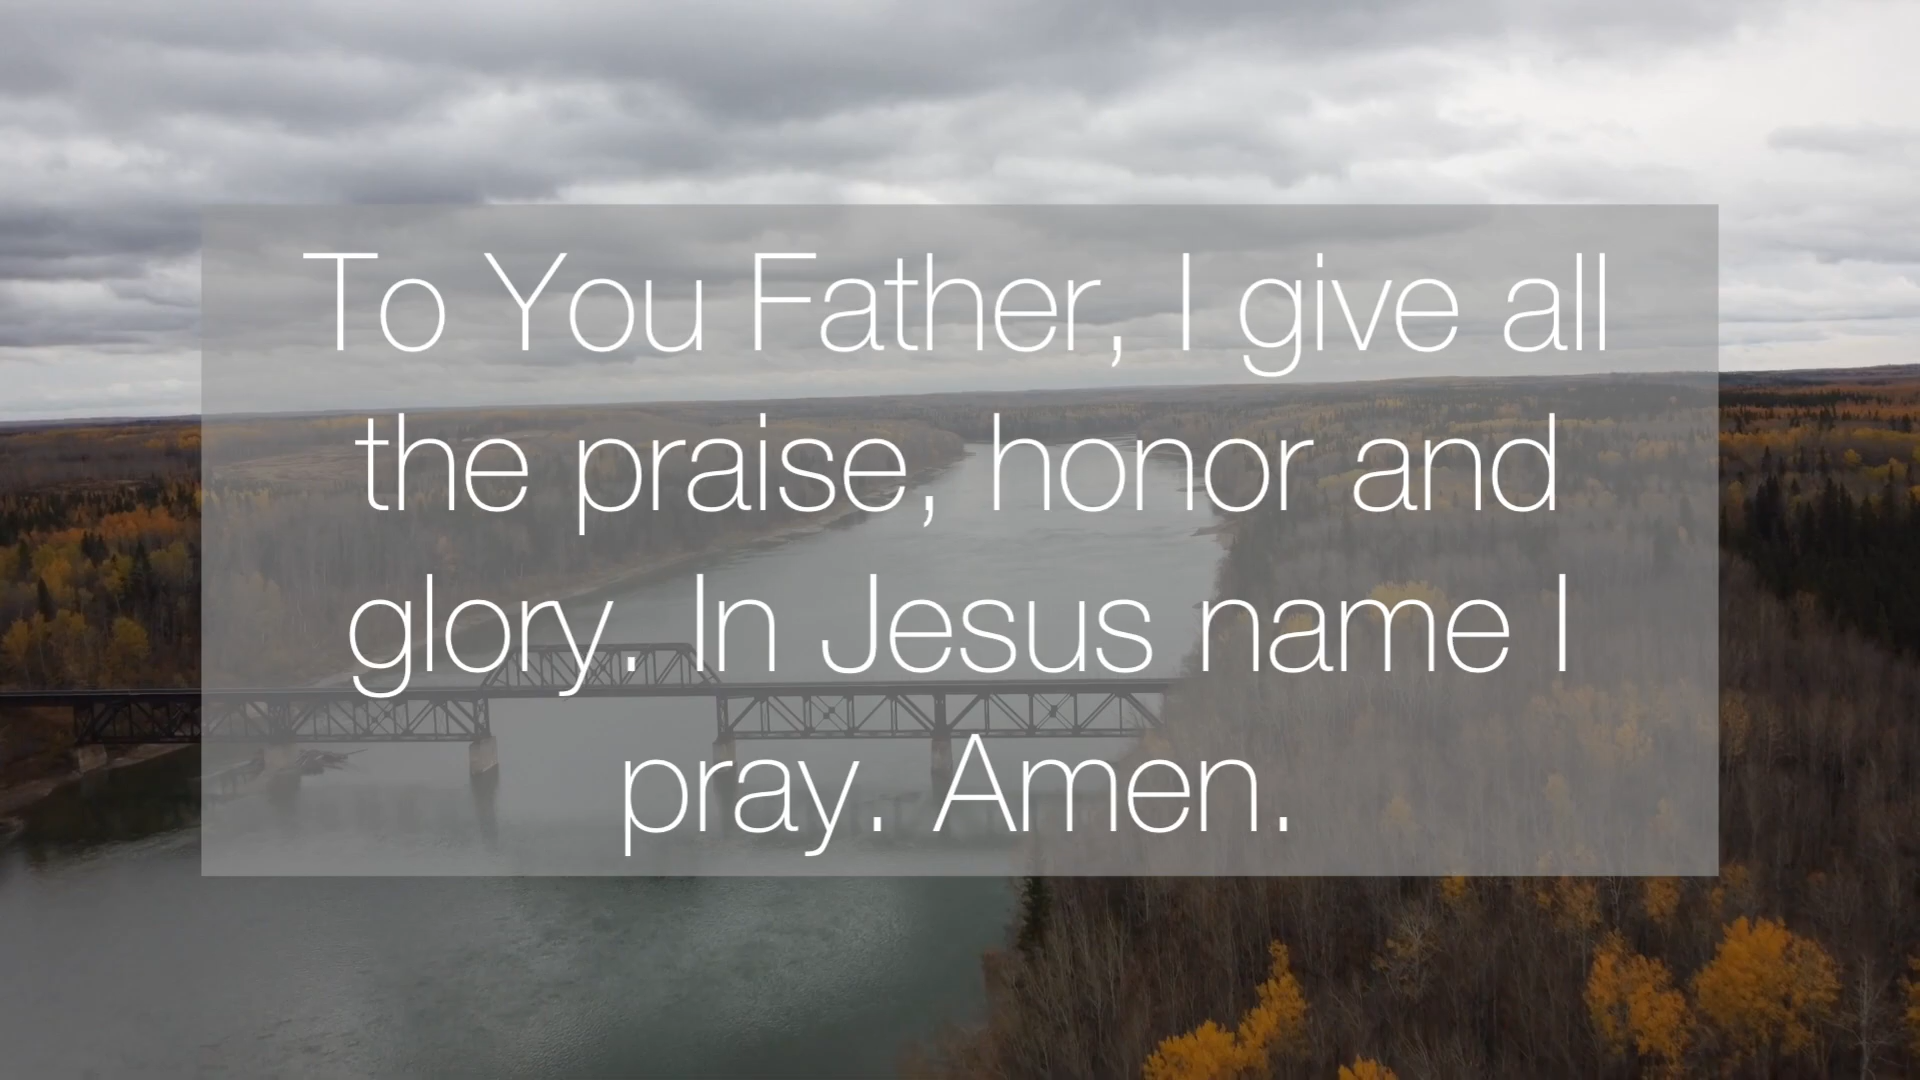 To You Father, I give all
the praise, honor and
glory. In Jesus name I
pray. Amen.